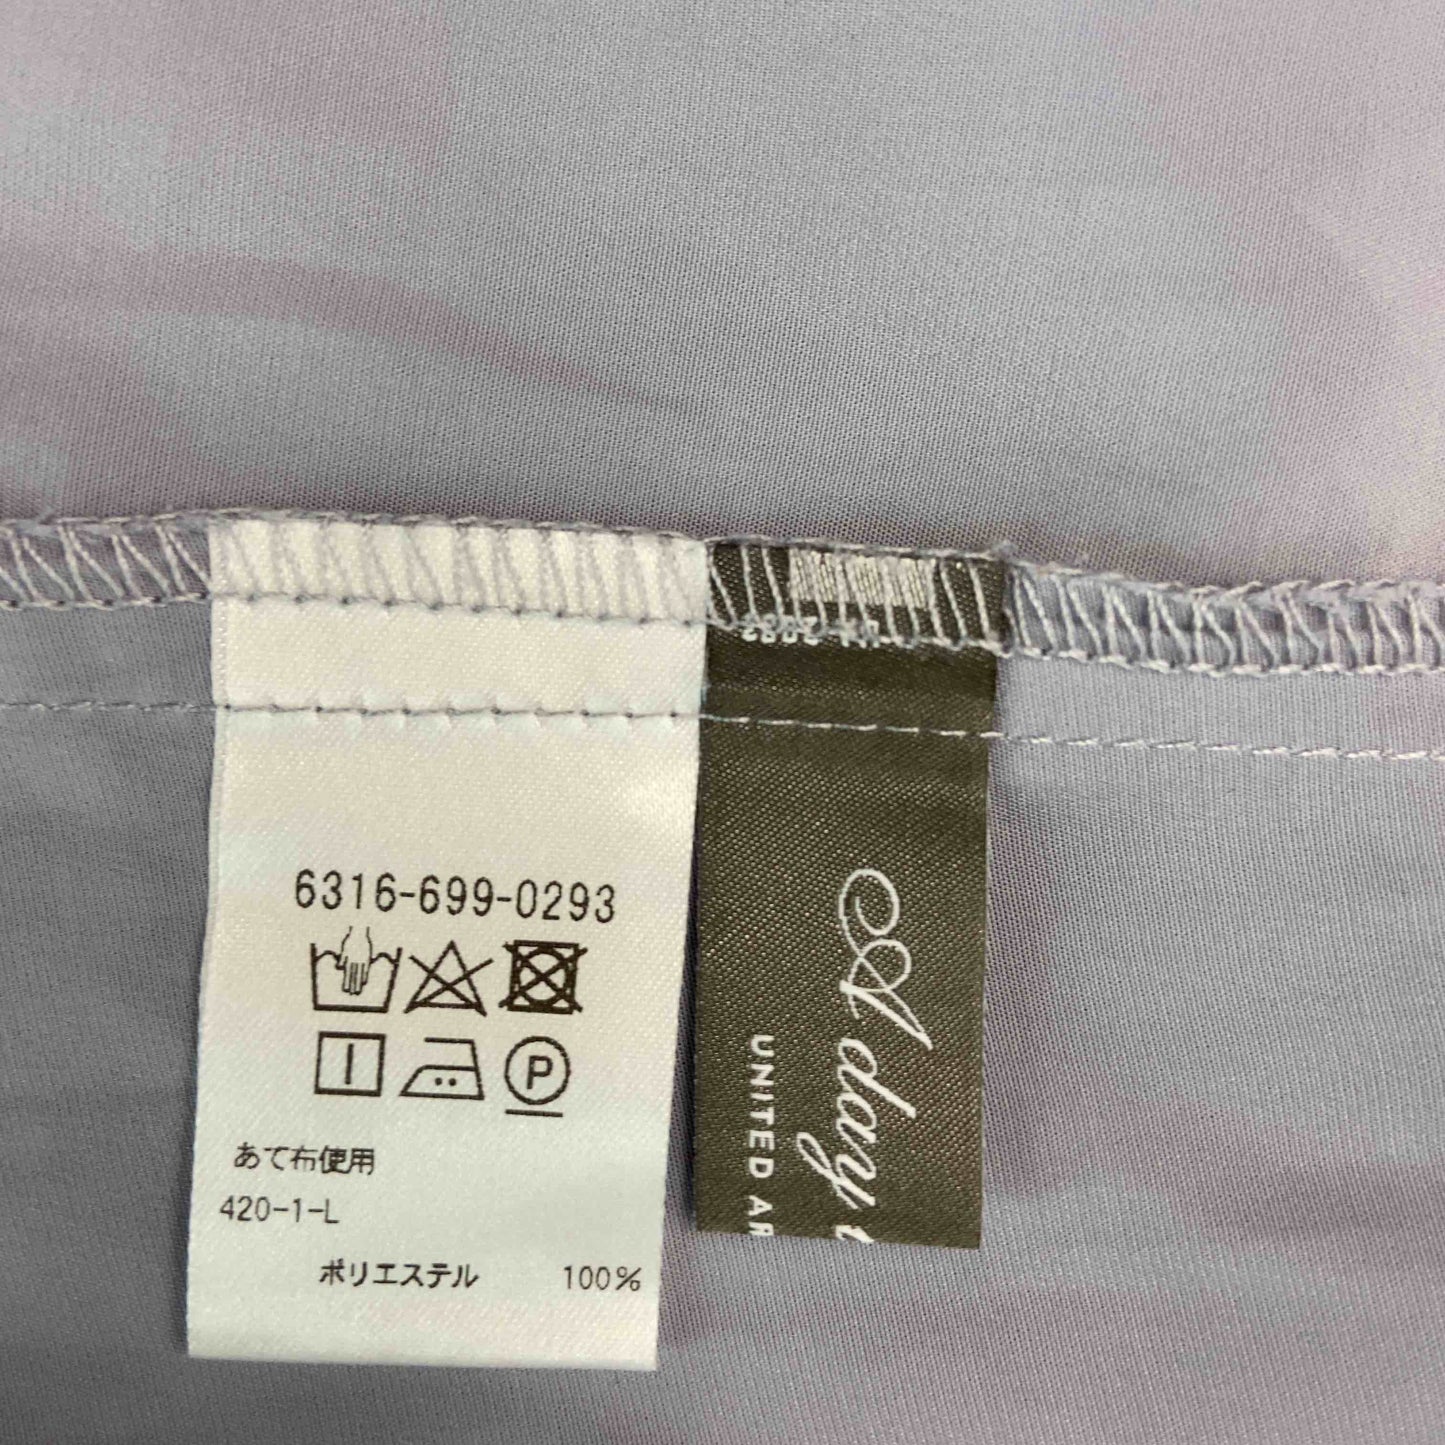 6316-699-0293
P
あて布使用
420-1-L
ポリエステル 100%
A day i
UNITED AR